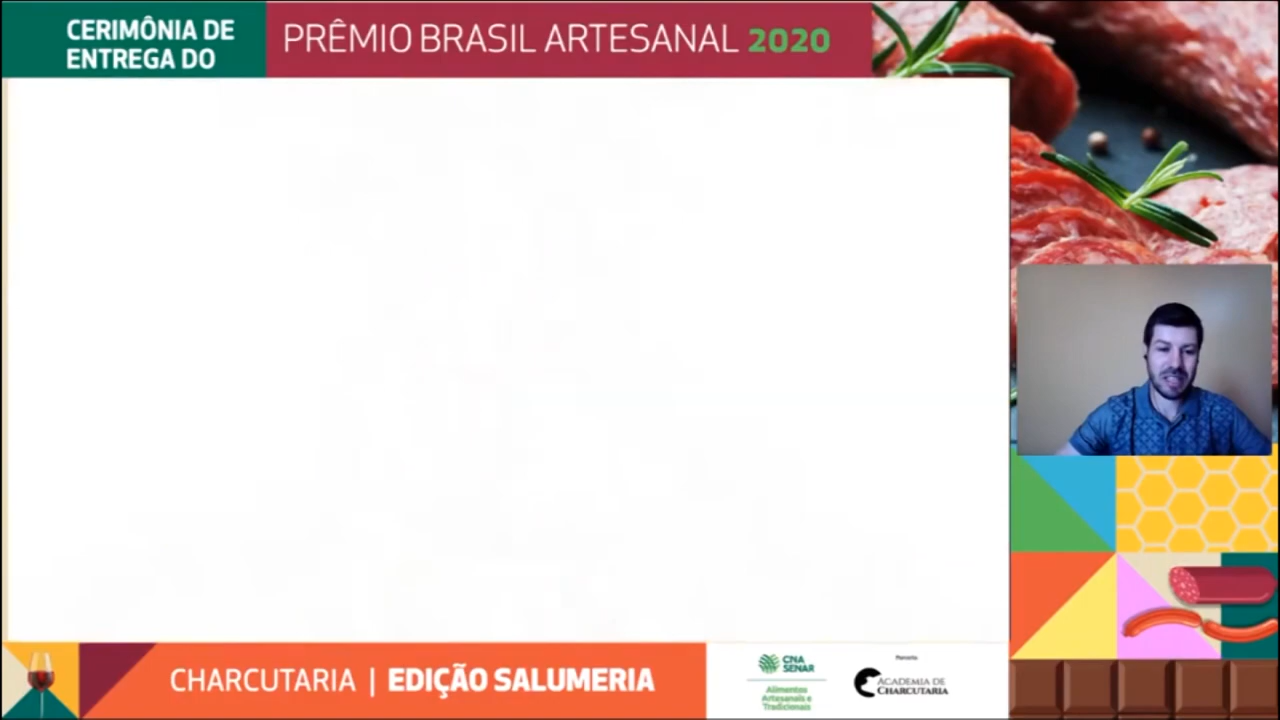 CERIMÔNIA DE
ENTREGA DO
PRÊMIO BRASIL ARTESANAL 2020
CHARCUTARIA | EDIÇÃO SALUMERIA
CNA
SENAR
Alimentos
Artesanais e
Tradicionais
Parceria
ACADEMIA DE
CHARCUTARIA